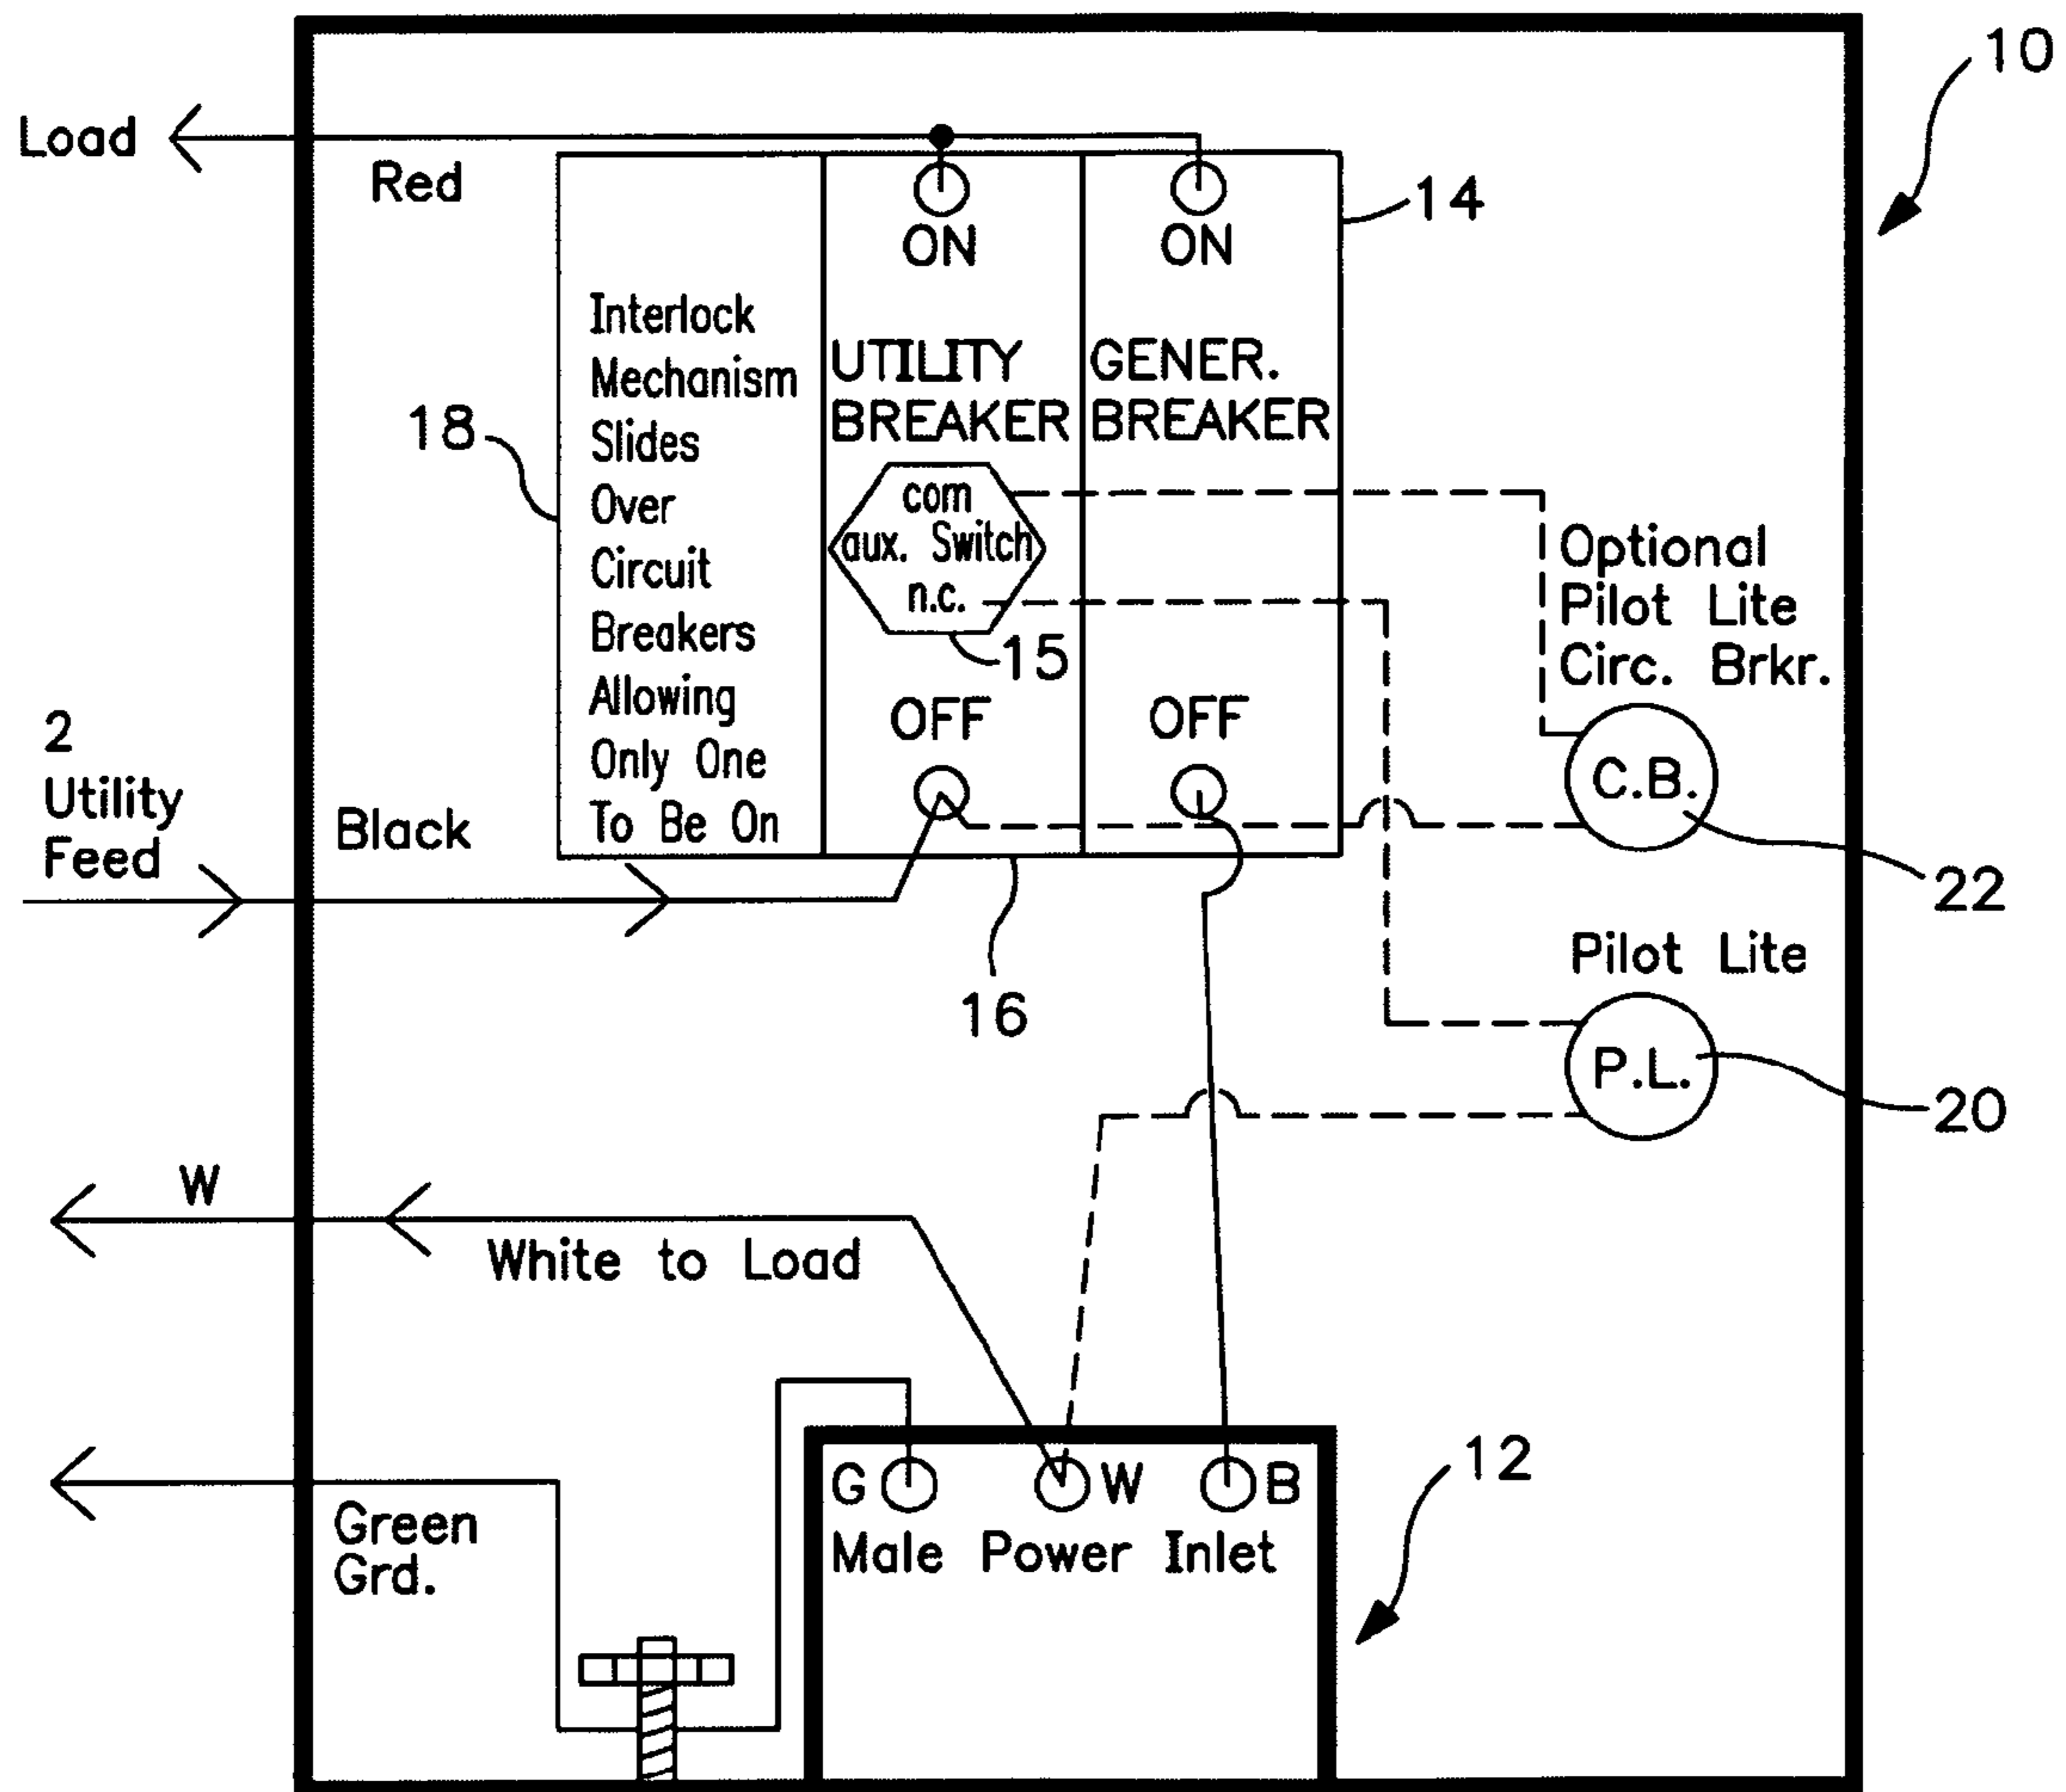 10
Load
Red
ON
ON
14
Interlock
Mechanism
Slides
Over
Circuit
Breakers
Allowing
Only One
To Be On
18
UTILITY
BREAKER
GENER.
BREAKER
com
aux. Switch
n.c.
15
OFF
OFF
Optional
Pilot Lite
Circ. Brkr.
C.B.
22
2
Utility
Feed
Black
16
Pilot Lite
P.L.
20
W
White to Load
Green
Grd.
G
W
B
Male Power Inlet
12